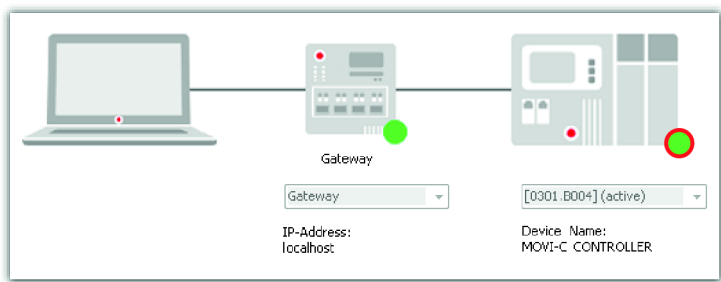 Gateway
Gateway
[0301.B004] (active)
IP-Address:
localhost
Device Name:
MOVI-C CONTROLLER